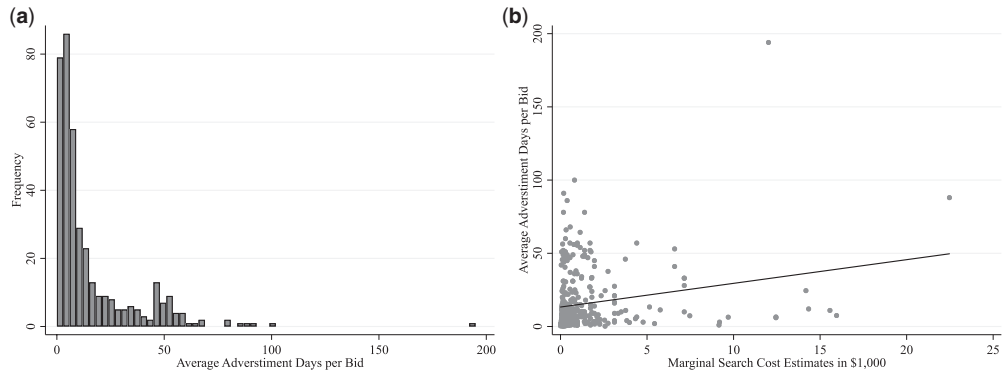 (a)
Frequency
80
60
40
20
0
0 50 100 150 200
Average Adverstiment Days per Bid
(b)
Average Adverstiment Days per Bid
200
150
100
50
0
0 5 10 15 20 25
Marginal Search Cost Estimates in $1,000